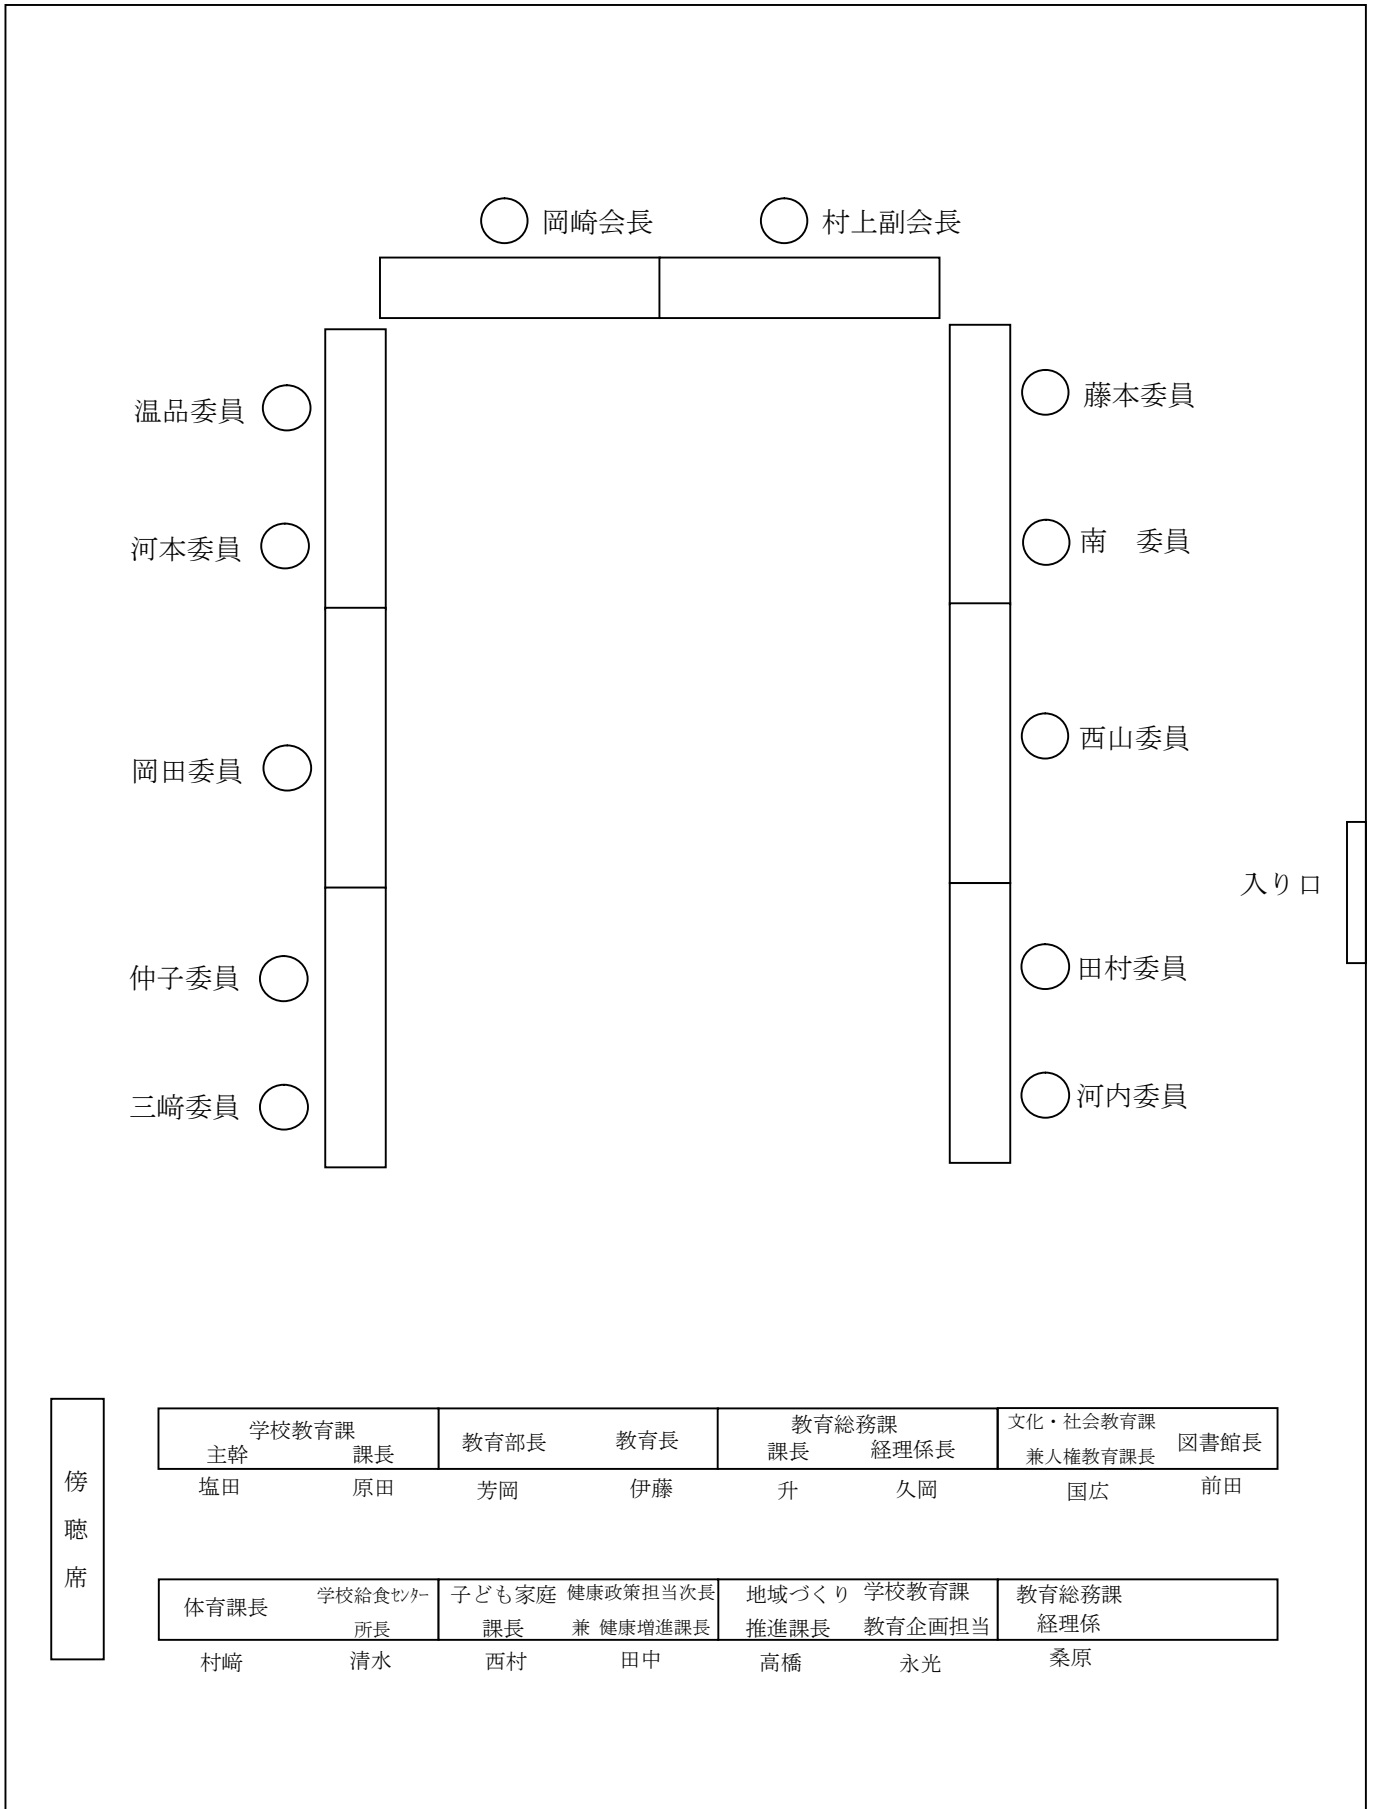 岡崎会長　村上副会長
温品委員　藤本委員
河本委員　南　委員
岡田委員　西山委員
入り口
仲子委員　田村委員
三﨑委員　河内委員
傍聴席
学校教育課
主幹　課長
塩田　原田
教育部長　教育長
芳岡　伊藤
教育総務課
課長　経理係長
升　久岡
文化・社会教育課
兼人権教育課長
国広
図書館長
前田
体育課長
村﨑
学校給食ｾﾝﾀｰ
所長
清水
子ども家庭
課長
西村
健康政策担当次長
兼 健康増進課長
田中
地域づくり
推進課長
高橋
学校教育課
教育企画担当
永光
教育総務課
経理係
桑原